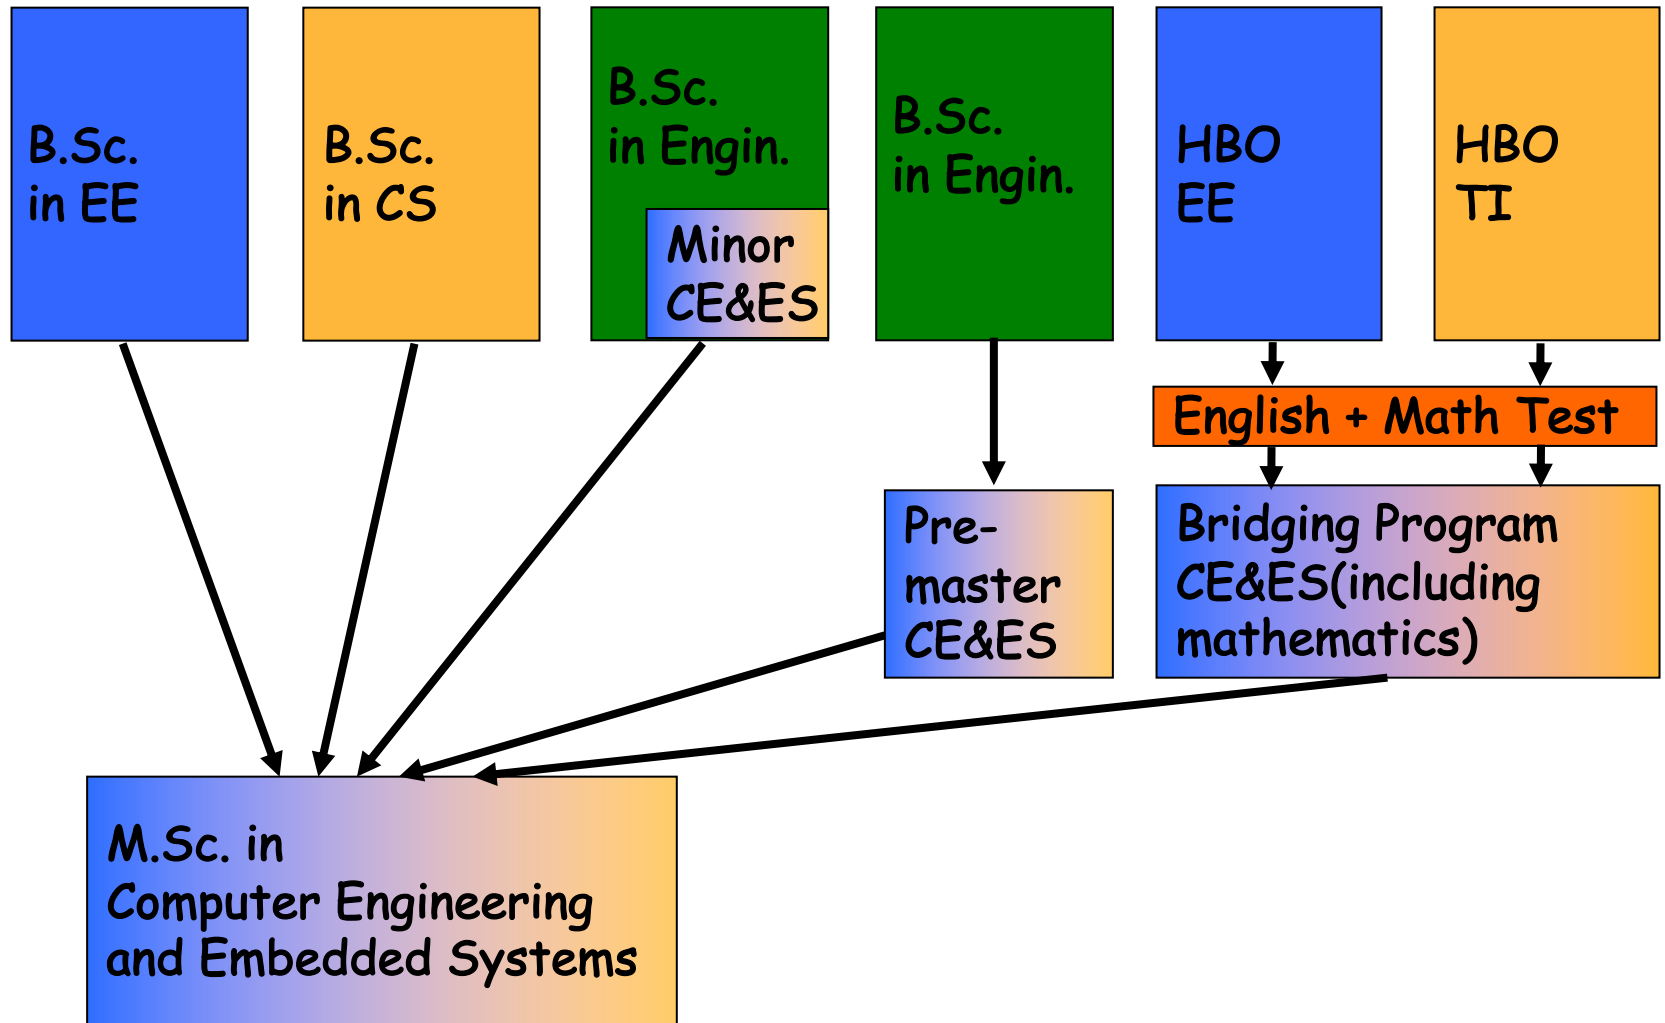 B.Sc.
in EE
B.Sc.
in CS
B.Sc.
in Engin.
Minor
CE&ES
B.Sc.
in Engin.
HBO
EE
HBO
TI
English + Math Test
Pre-
master
CE&ES
Bridging Program
CE&ES(including
mathematics)
M.Sc. in
Computer Engineering
and Embedded Systems